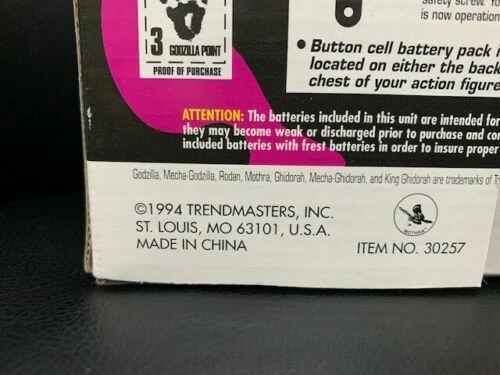 safety screw.
is now operation
3
GODZILLA POINT
PROOF OF PURCHASE
• Button cell battery pack
located on either the back
chest of your action figure
ATTENTION: The batteries included in this unit are intended for
they may become weak or discharged prior to purchase and co
included batteries with frest batteries in order to insure proper
Godzilla, Mecha-Godzilla, Rodan, Mothra, Ghidorah, Mecha-Ghidorah, and King Ghidorah are trademarks of
©1994 TRENDMASTERS, INC.
ST. LOUIS, MO 63101, U.S.A.
MADE IN CHINA
MOTHRA
ITEM NO. 30257